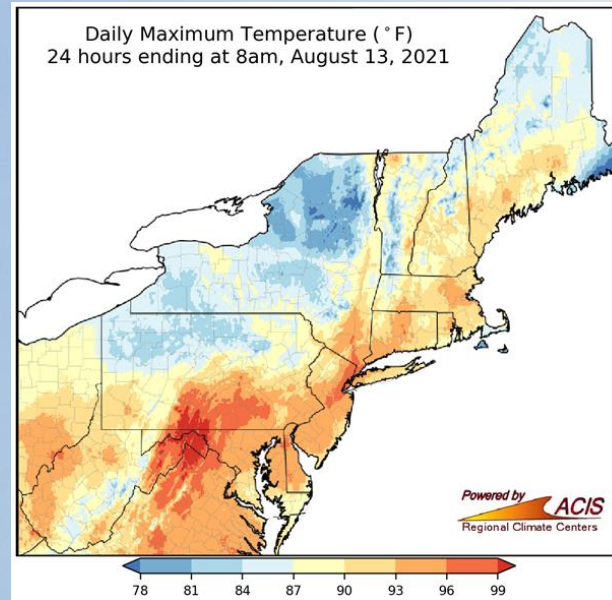 Daily Maximum Temperature (°F)
24 hours ending at 8am, August 13, 2021
Powered by
ACIS
Regional Climate Centers
78 81 84 87 90 93 96 99